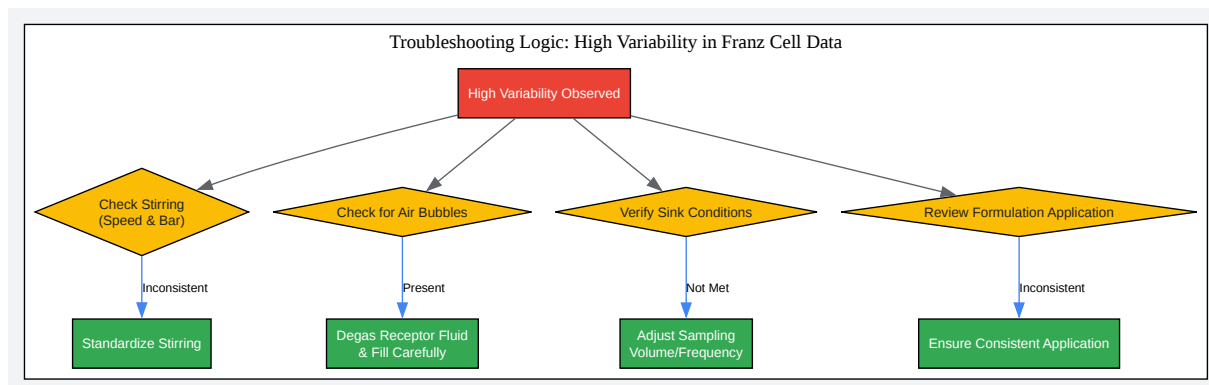 Troubleshooting Logic: High Variability in Franz Cell Data
High Variability Observed
Check Stirring
(Speed & Bar)
Check for Air Bubbles
Verify Sink Conditions
Review Formulation Application
Inconsistent
Present
Not Met
Inconsistent
Standardize Stirring
Degas Receptor Fluid
& Fill Carefully
Adjust Sampling
Volume/Frequency
Ensure Consistent Application